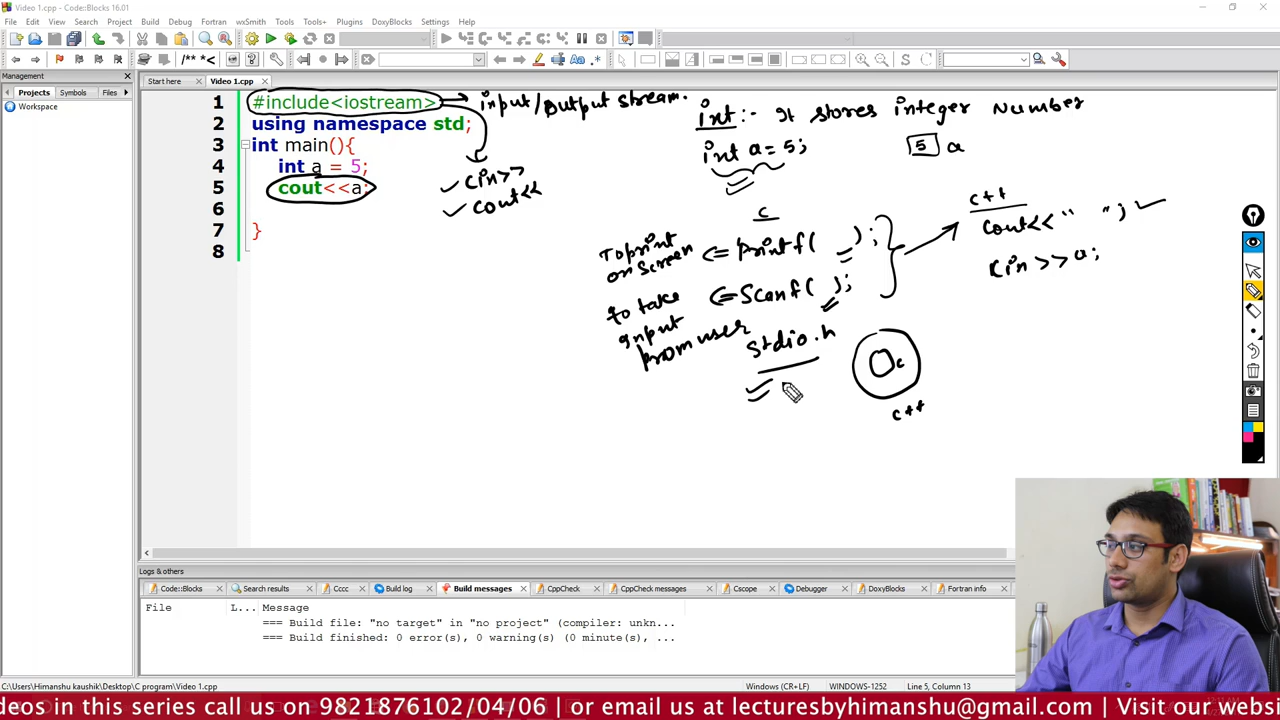 Video 1.cpp - Code::Blocks 16.01
File Edit View Search Project Build Debug Fortran wxSmith Tools Tools+ Plugins DoxyBlocks Settings Help
/** *<
Aa .*
S C
Management
Projects Symbols Files
Workspace
Start here Video 1.cpp
1 #include<iostream>
2 using namespace std;
3 int main(){
4 int a = 5;
5 cout<<a;
6
7 }
8
input/output stream.
cin>>
cout<<
int :- It stores integer Number
int a= 5;
5 a
c
To print on screen <= printf( );
to take input from user <= Scanf( );
stdio.h
c++
cout<<" ";
cin >>a;
c
c++
Logs & others
Code::Blocks Search results Cccc Build log Build messages CppCheck CppCheck messages Cscope Debugger DoxyBlocks Fortran info
File L... Message
=== Build file: "no target" in "no project" (compiler: unkn...
=== Build finished: 0 error(s), 0 warning(s) (0 minute(s), ...
C:\Users\Himanshu kaushik\Desktop\C program\Video 1.cpp Windows (CR+LF) WINDOWS-1252 Line 5, Column 13
deos in this series call us on 9821876102/04/06 | or email us at lecturesbyhimanshu@gmail.com | Visit our websi